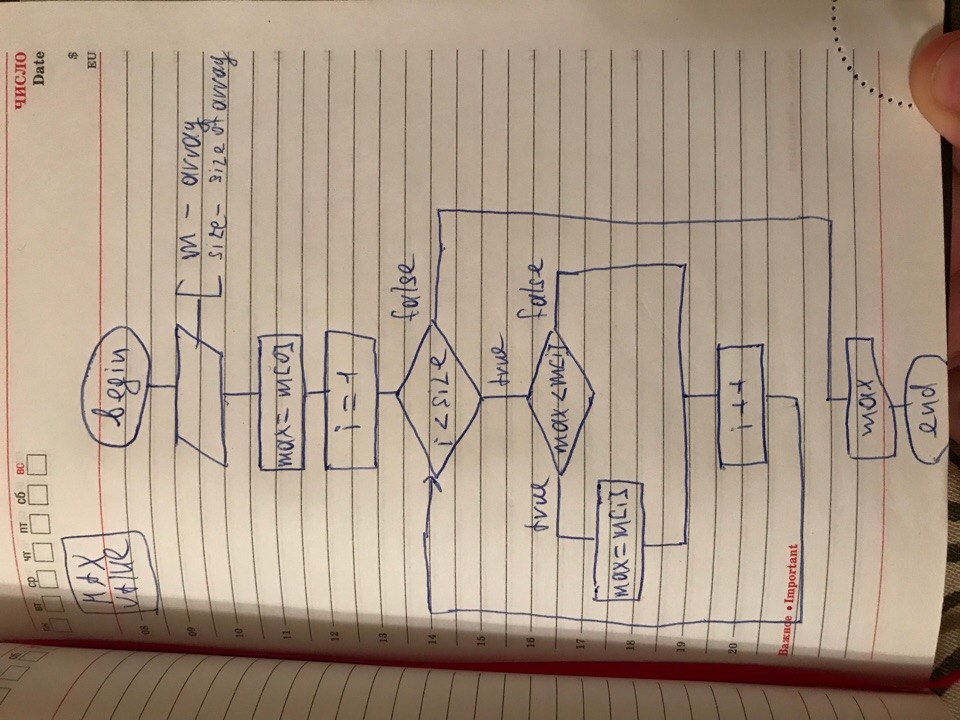 пн вт ср чт пт сб вс
ЧИСЛО
Date
$
EU
MAX
VALUE
begin
08
09
m - array
size - size of array
10
max = m[0]
11
12
i = 1
13
false
14
i < size
15
true
16
true
false
max < m[i]
17
max = m[i]
18
19
20
i++
Важное • Important
max
end